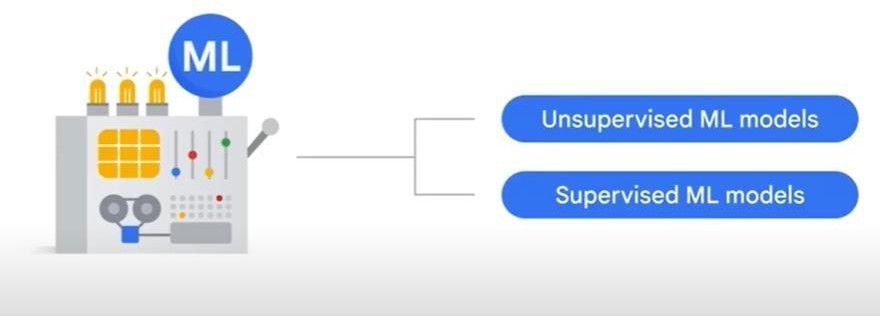 ML
Unsupervised ML models
Supervised ML models